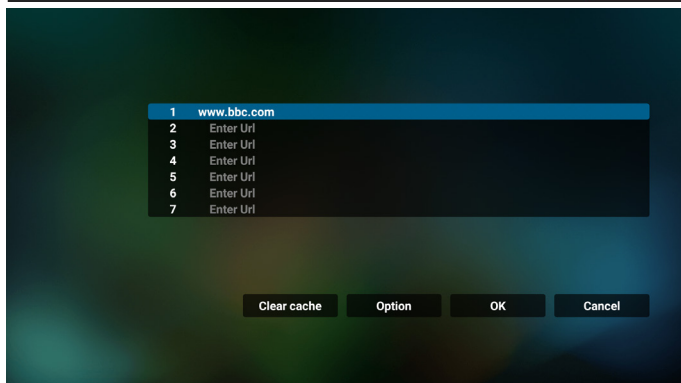 1 www.bbc.com
2 Enter Url
3 Enter Url
4 Enter Url
5 Enter Url
6 Enter Url
7 Enter Url
Clear cache Option OK Cancel